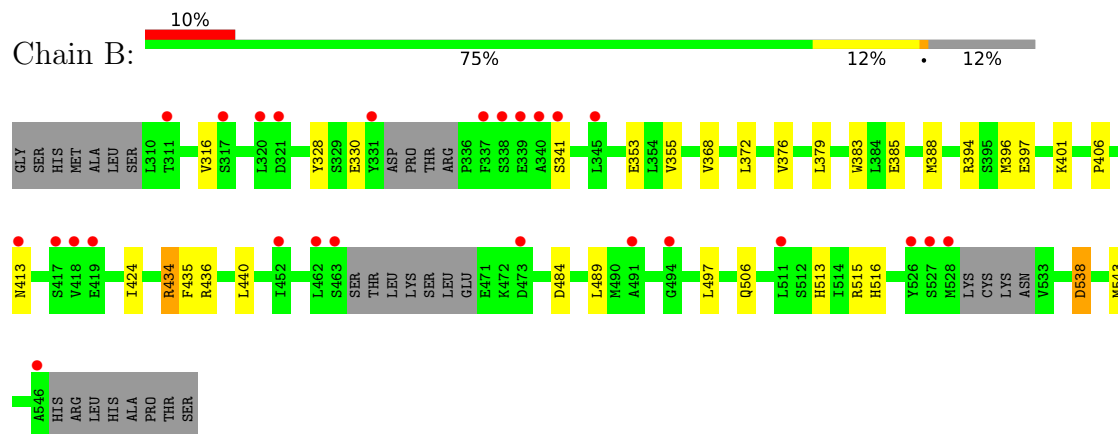 10%
Chain B:
75% 12% • 12%
GLY SER HIS MET ALA LEU SER L310 T311 V316 S317 L320 D321 Y328 S329 E330 Y331 ASP PRO THR ARG P336 F337 S338 E339 A340 S341 L345 E353 L354 V355 V368 L372 V376 L379 W383 L384 E385 M388 R394 S395 M396 E397 K401 P406
N413 S417 V418 E419 I424 R434 F435 R436 L440 I452 L462 S463 SER THR LEU LYS SER LEU GLU E471 K472 D473 D484 L489 M490 A491 G494 L497 Q506 L511 S512 H513 I514 R515 H516 Y526 S527 M528 LYS CYS LYS ASN V533 D538 M543
A546 HIS ARG LEU HIS ALA PRO THR SER